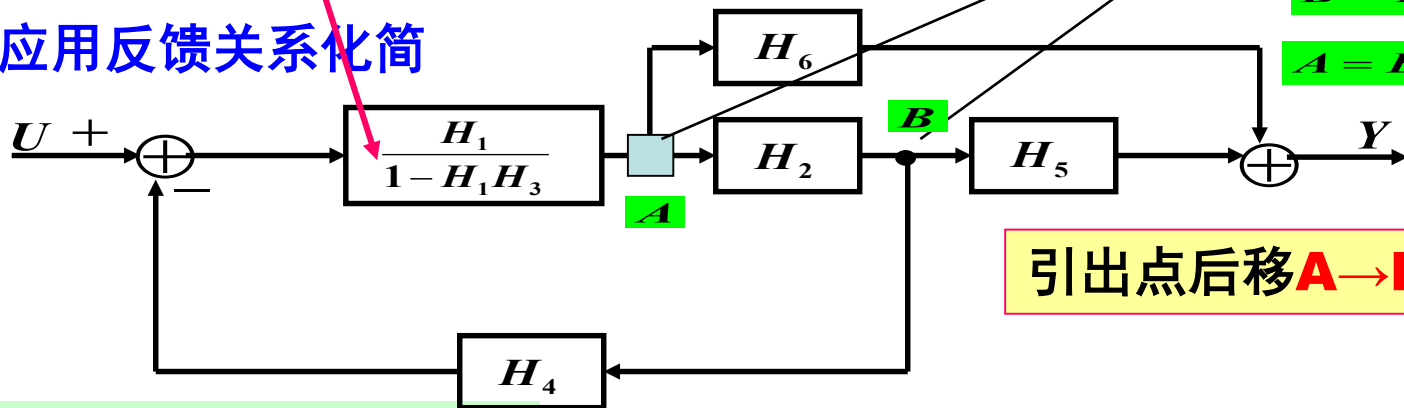 应用反馈关系化简
H₆
A =
U +
H₁
1 − H₁H₃
H₂
B
H₅
Y
−
A
引出点后移A→
H₄